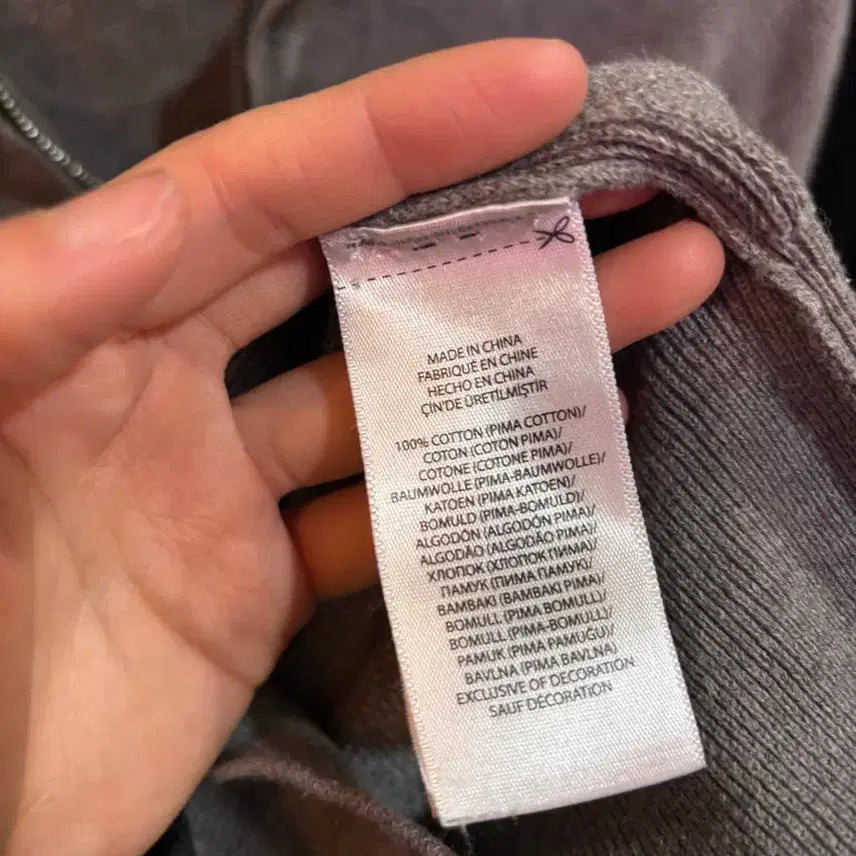 MADE IN CHINA
FABRIQUÉ EN CHINE
HECHO EN CHINA
ÇIN'DE ÜRETİLMİŞTİR
100% COTTON (PIMA COTTON)/
COTON (COTON PIMA)/
COTONE (COTONE PIMA)/
BAUMWOLLE (PIMA-BAUMWOLLE)/
KATOEN (PIMA KATOEN)/
BOMULD (PIMA-BOMULD)/
ALGODÓN (ALGODÓN PIMA)/
ALGODÃO (ALGODÃO PIMA)/
ХЛОПОК (ХЛОПОК ПИМА)/
ПАМУК (ПИМА ПАМУК)/
BAMBAKI (BAMBAKI PIMA)/
BOMULL (PIMA BOMULL)/
BOMULL (PIMA-BOMULL)/
PAMUK (PIMA PAMUĞU)/
BAVLNA (PIMA BAVLNA)
EXCLUSIVE OF DECORATION
SAUF DÉCORATION